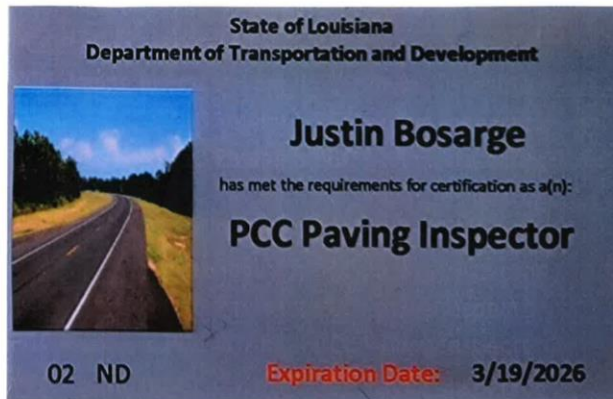 State of Louisiana
Department of Transportation and Development
Justin Bosarge
has met the requirements for certification as a(n):
PCC Paving Inspector
02 ND
Expiration Date: 3/19/2026